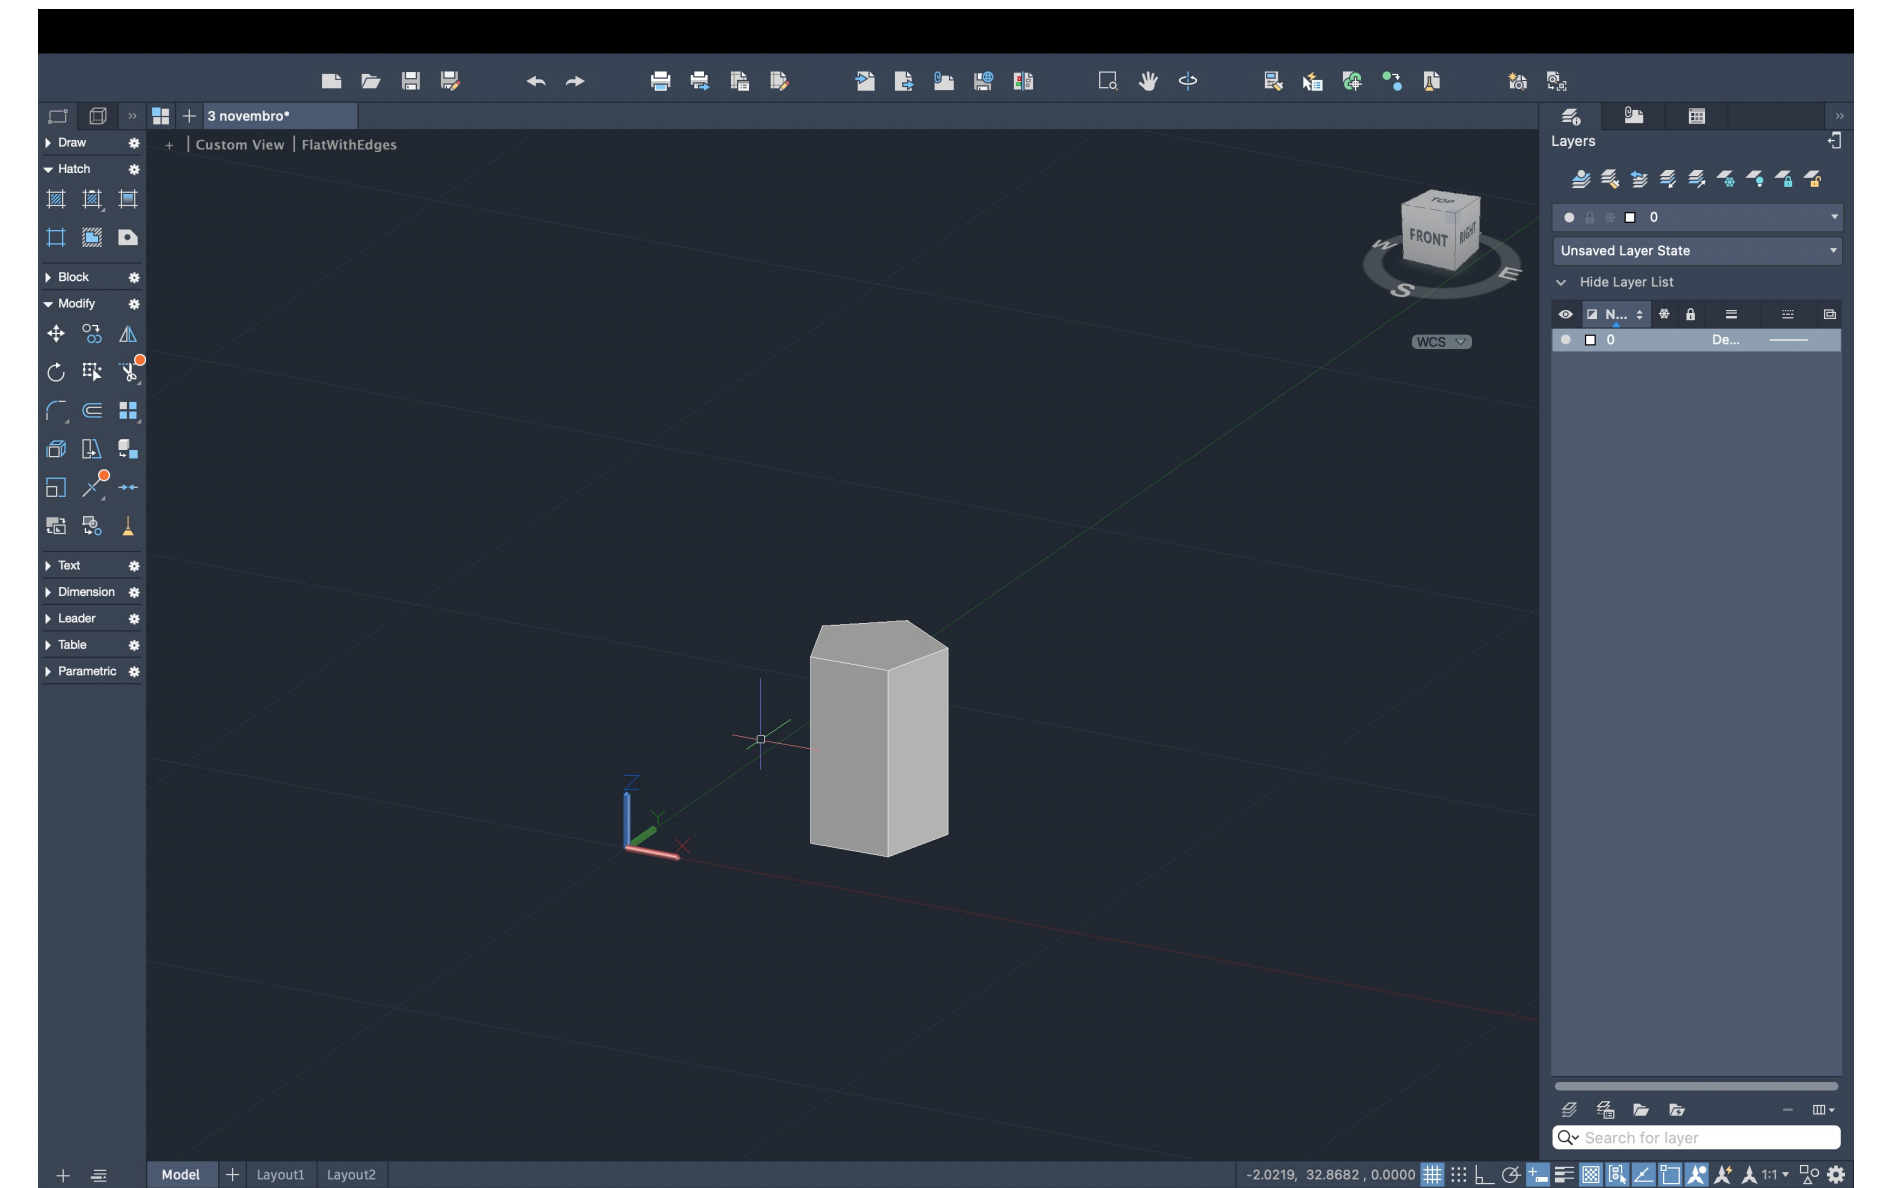 3 novembro*
+ | Custom View | FlatWithEdges
Draw
Hatch
Block
Modify
Text
Dimension
Leader
Table
Parametric
TOP
FRONT
RIGHT
W
S
E
WCS
Z
Y
X
Layers
0
Unsaved Layer State
Hide Layer List
N...
0 De...
Search for layer
Model
Layout1
Layout2
-2.0219, 32.8682 , 0.0000
1:1